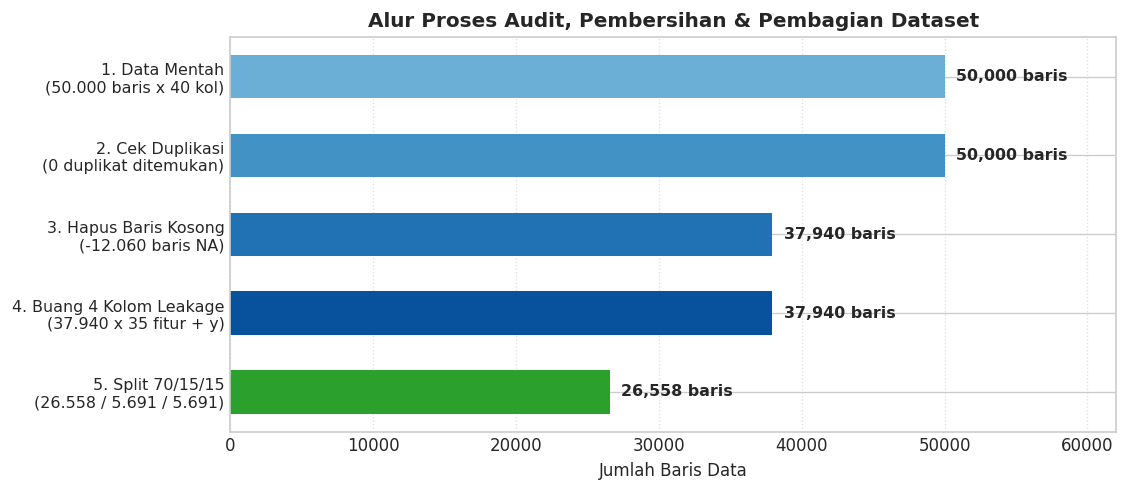 Alur Proses Audit, Pembersihan & Pembagian Dataset
1. Data Mentah
(50.000 baris x 40 kol)
50,000 baris
2. Cek Duplikasi
(0 duplikat ditemukan)
50,000 baris
3. Hapus Baris Kosong
(-12.060 baris NA)
37,940 baris
4. Buang 4 Kolom Leakage
(37.940 x 35 fitur + y)
37,940 baris
5. Split 70/15/15
(26.558 / 5.691 / 5.691)
26,558 baris
0 10000 20000 30000 40000 50000 60000
Jumlah Baris Data